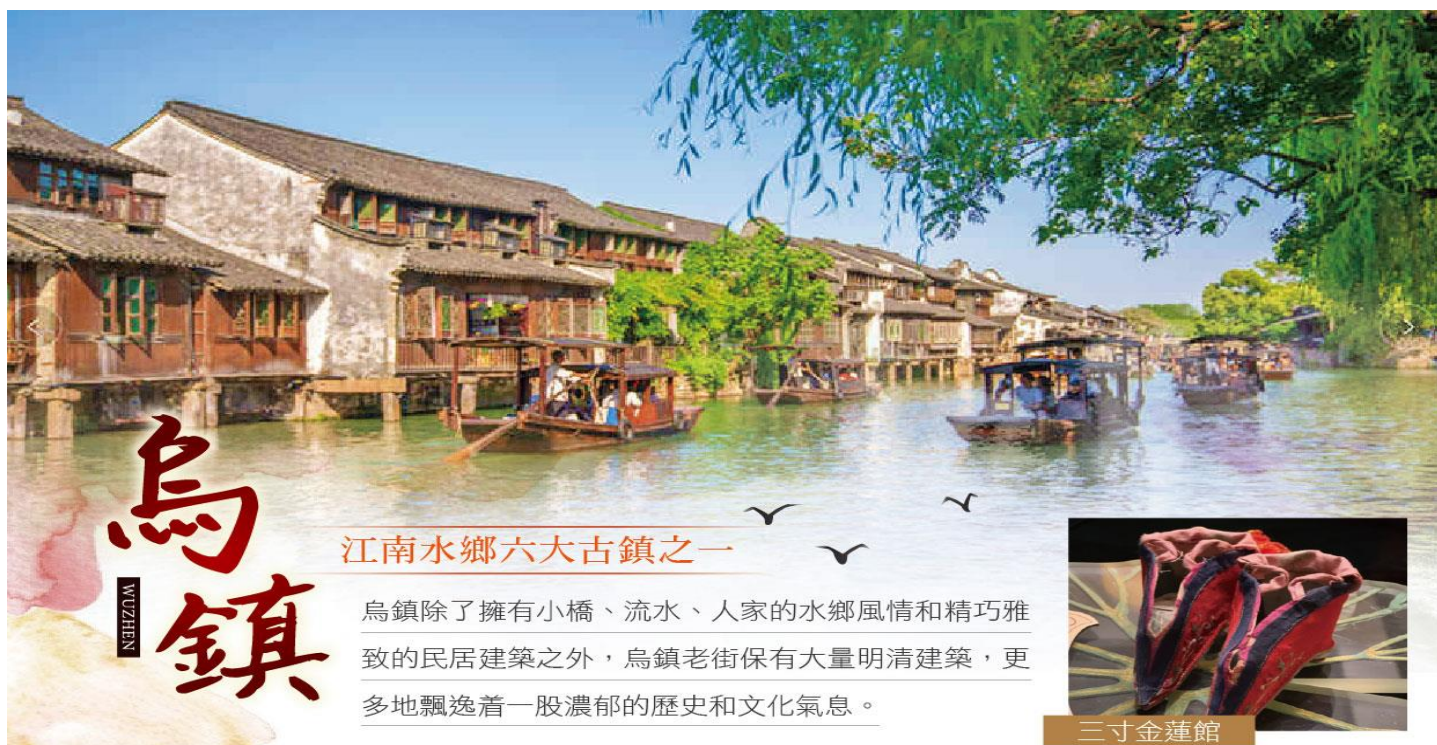 烏鎮
WUZHEN
江南水鄉六大古鎮之一
烏鎮除了擁有小橋、流水、人家的水鄉風情和精巧雅
致的民居建築之外，烏鎮老街保有大量明清建築，更
多地飄逸着一股濃郁的歷史和文化氣息。
三寸金蓮館